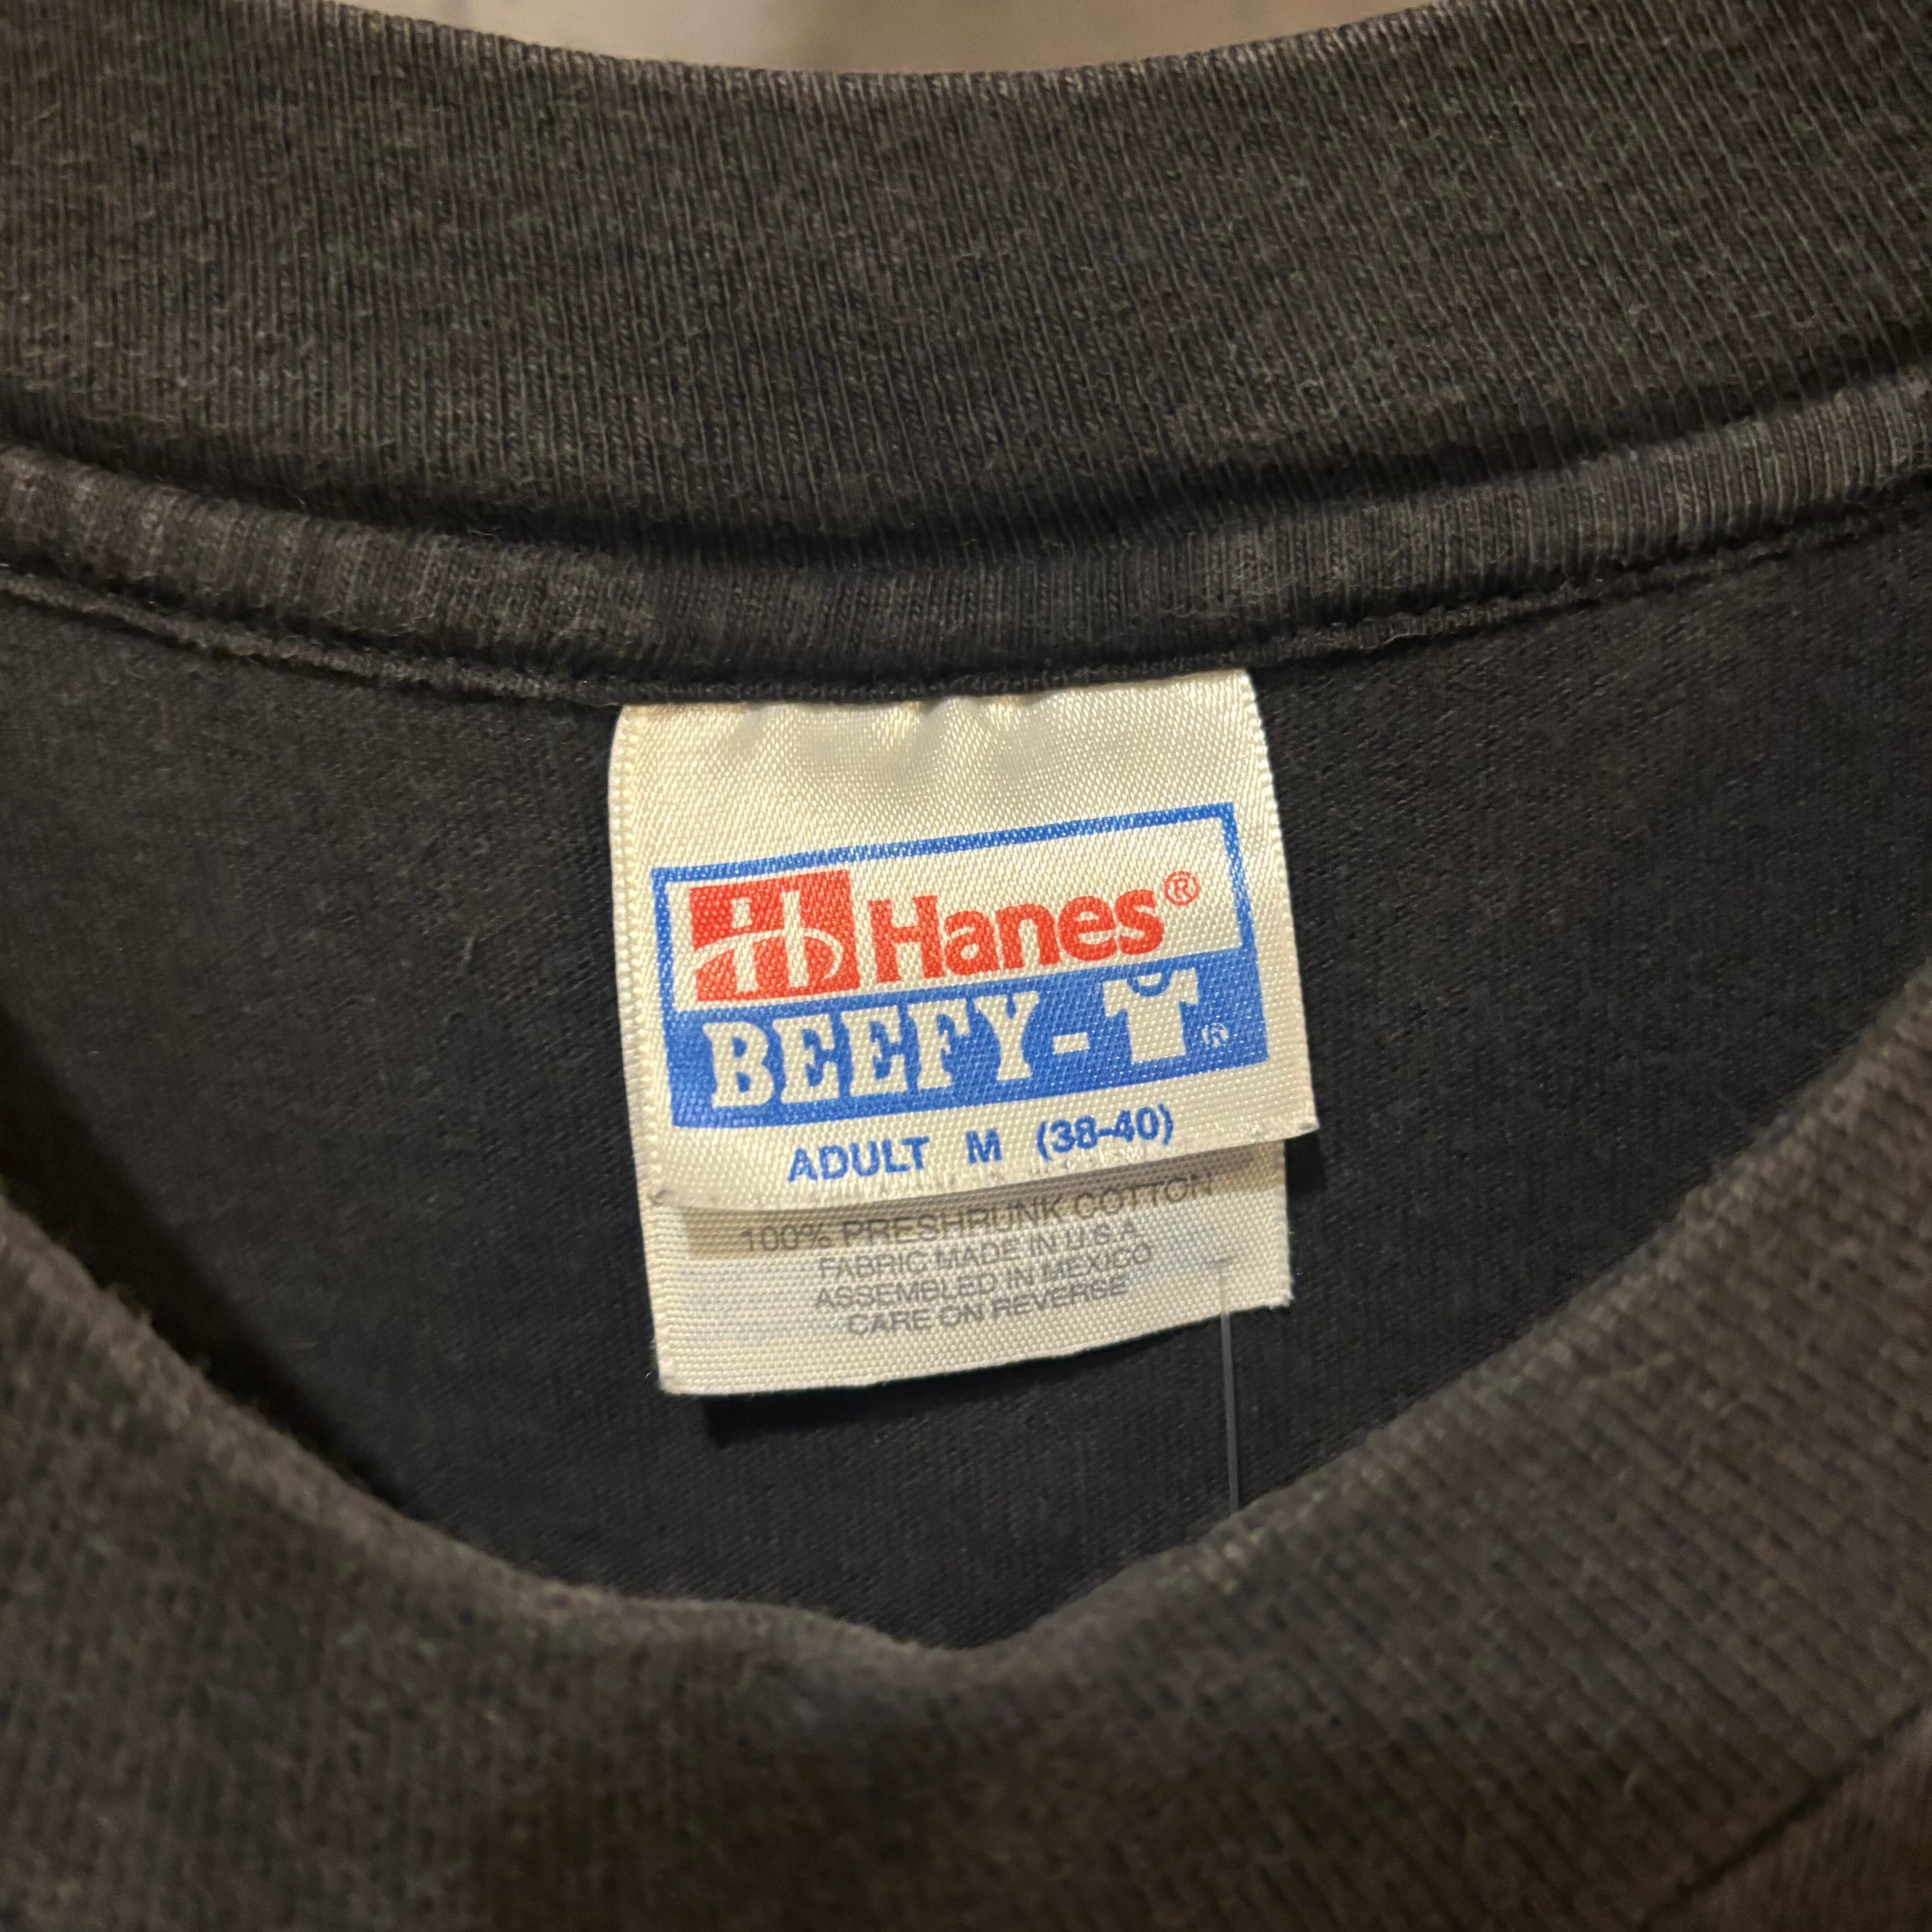 Hanes®
BEEFY-T®
ADULT M (38-40)
100% PRESHRUNK COTTON
FABRIC MADE IN U.S.A.
ASSEMBLED IN MEXICO
CARE ON REVERSE